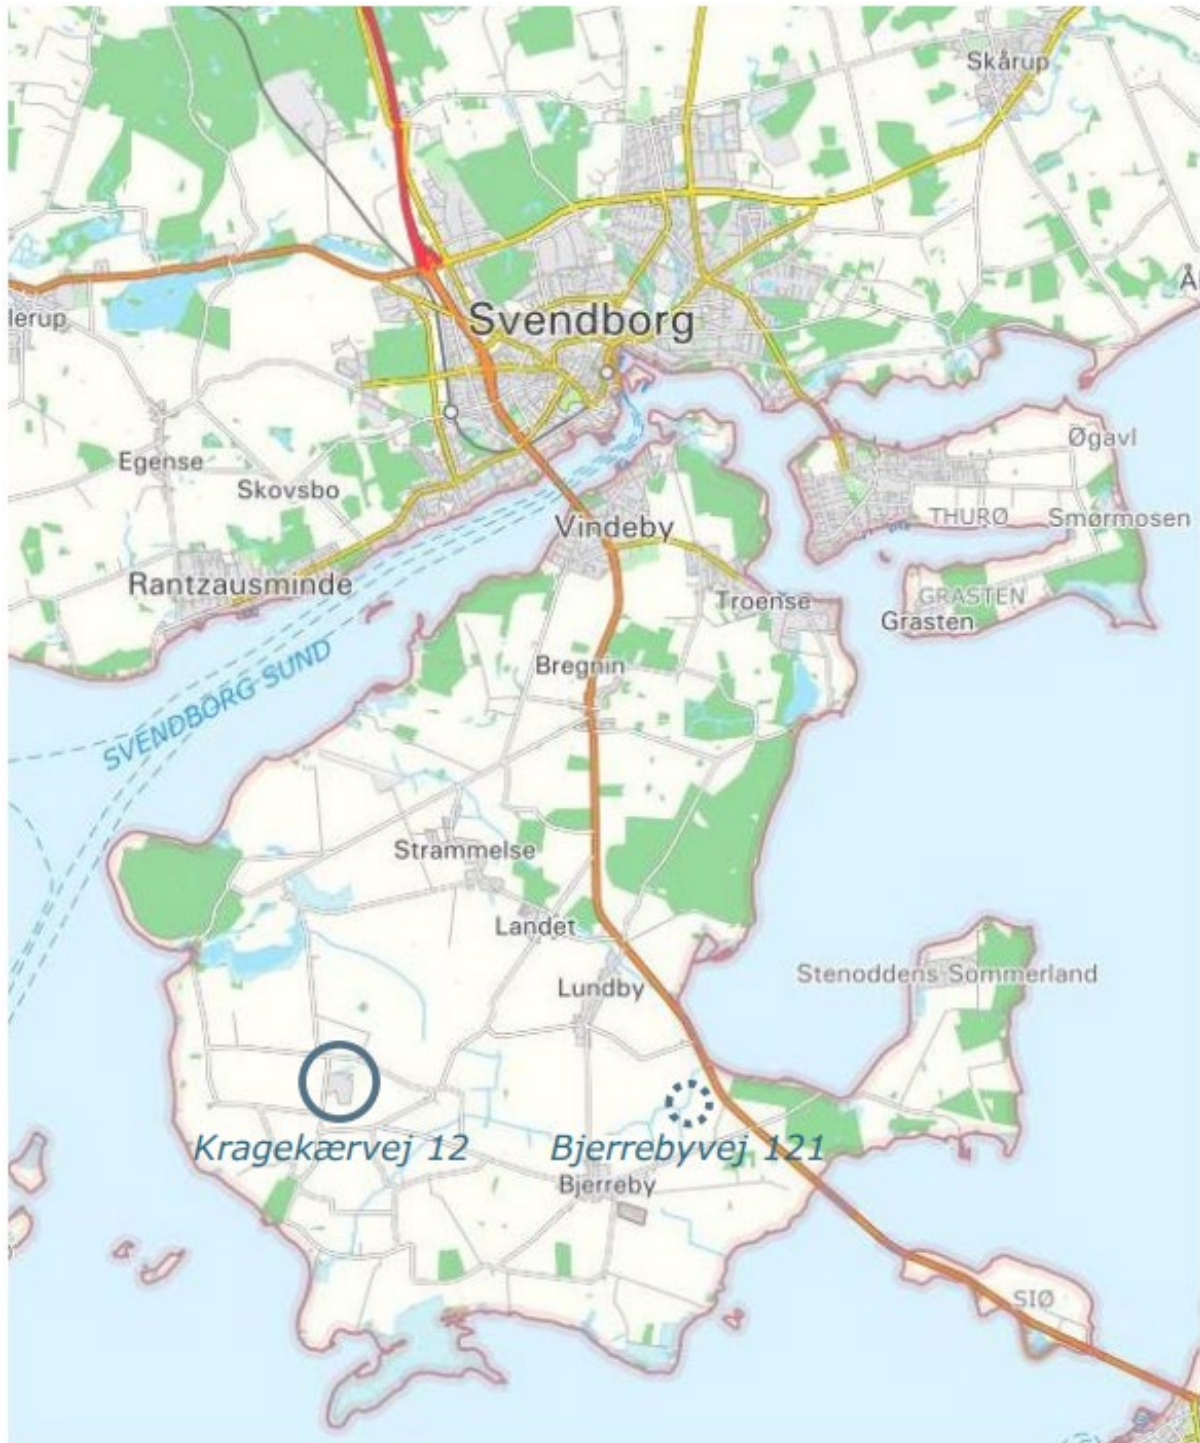 Skårup
Svendborg
lerup
Øgavl
Egense
Skovsbo
THURØ
Smørmosen
Vindeby
Rantzausminde
Troense
GRASTEN
Grasten
Bregnin
SVENDBORG SUND
Strammelse
Landet
Stenoddens Sommerland
Lundby
Kragekærvej 12
Bjerrebyvej 121
Bjerreby
SIØ